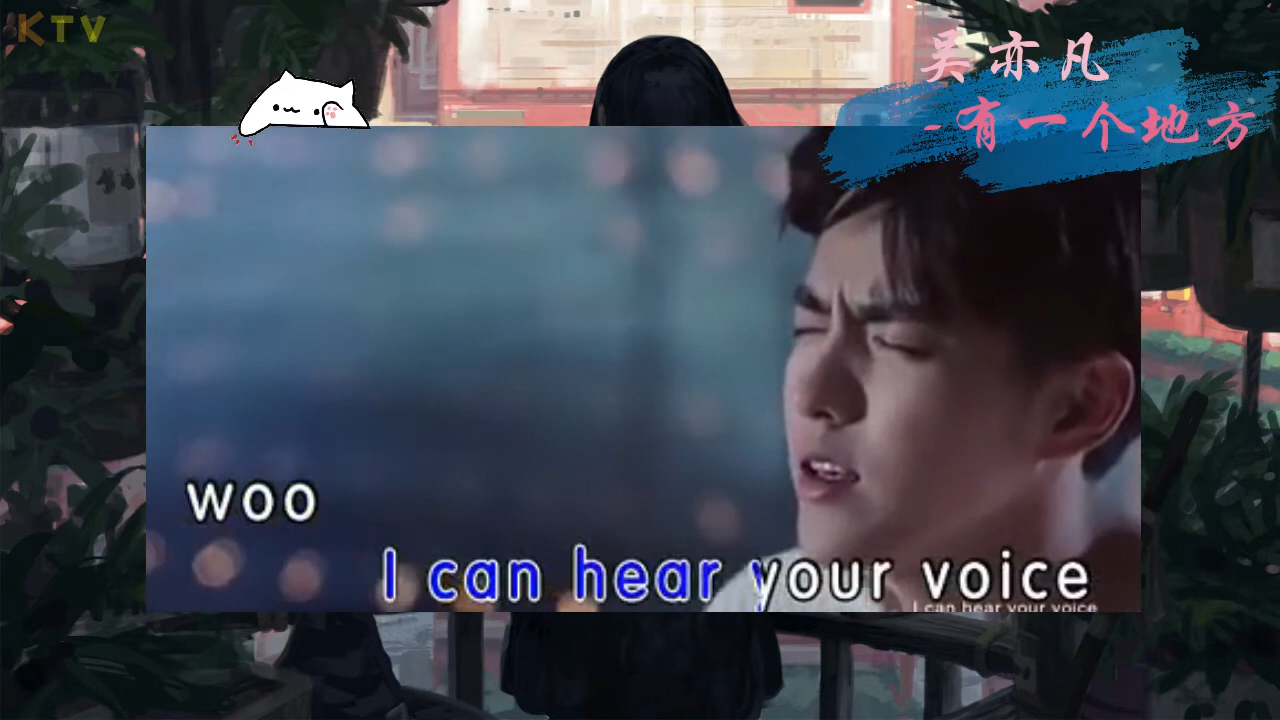 KTV
吴亦凡
-有一个地方
woo
I can hear your voice
I can hear your voice